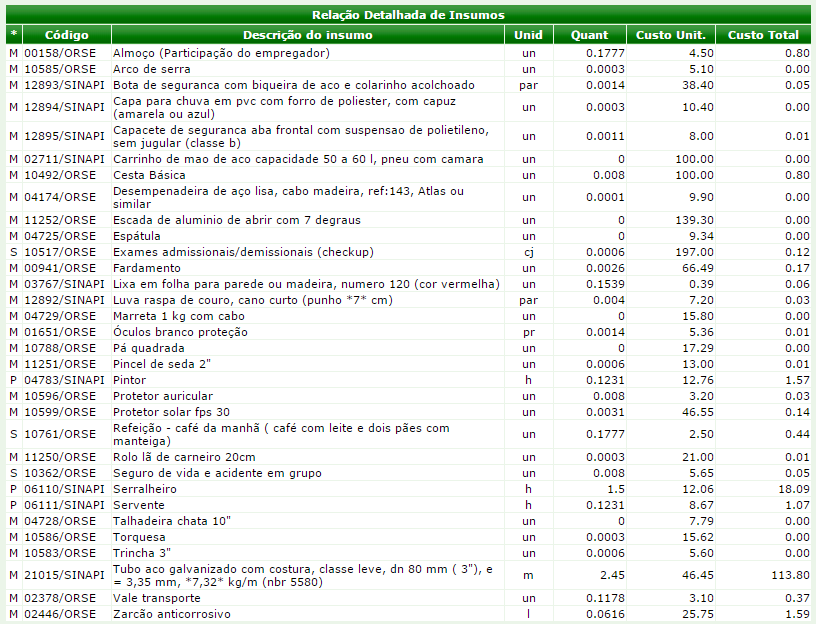 Relação Detalhada de Insumos
* Código Descrição do insumo Unid Quant Custo Unit. Custo Total
M 00158/ORSE Almoço (Participação do empregador) un 0.1777 4.50 0.80
M 10585/ORSE Arco de serra un 0.0003 5.10 0.00
M 12893/SINAPI Bota de seguranca com biqueira de aco e colarinho acolchoado par 0.0014 38.40 0.05
M 12894/SINAPI Capa para chuva em pvc com forro de poliester, com capuz
(amarela ou azul) un 0.0003 10.40 0.00
M 12895/SINAPI Capacete de seguranca aba frontal com suspensao de polietileno,
sem jugular (classe b) un 0.0011 8.00 0.01
M 02711/SINAPI Carrinho de mao de aco capacidade 50 a 60 l, pneu com camara un 0 100.00 0.00
M 10492/ORSE Cesta Básica un 0.008 100.00 0.80
M 04174/ORSE Desempenadeira de aço lisa, cabo madeira, ref:143, Atlas ou
similar un 0.0001 9.90 0.00
M 11252/ORSE Escada de aluminio de abrir com 7 degraus un 0 139.30 0.00
M 04725/ORSE Espátula un 0 9.34 0.00
S 10517/ORSE Exames admissionais/demissionais (checkup) cj 0.0006 197.00 0.12
M 00941/ORSE Fardamento un 0.0026 66.49 0.17
M 03767/SINAPI Lixa em folha para parede ou madeira, numero 120 (cor vermelha) un 0.1539 0.39 0.06
M 12892/SINAPI Luva raspa de couro, cano curto (punho *7* cm) par 0.004 7.20 0.03
M 04729/ORSE Marreta 1 kg com cabo un 0 15.80 0.00
M 01651/ORSE Óculos branco proteção pr 0.0014 5.36 0.01
M 10788/ORSE Pá quadrada un 0 17.29 0.00
M 11251/ORSE Pincel de seda 2" un 0.0006 13.00 0.01
P 04783/SINAPI Pintor h 0.1231 12.76 1.57
M 10596/ORSE Protetor auricular un 0.008 3.20 0.03
M 10599/ORSE Protetor solar fps 30 un 0.0031 46.55 0.14
S 10761/ORSE Refeição - café da manhã ( café com leite e dois pães com
manteiga) un 0.1777 2.50 0.44
M 11250/ORSE Rolo lã de carneiro 20cm un 0.0003 21.00 0.01
S 10362/ORSE Seguro de vida e acidente em grupo un 0.008 5.65 0.05
P 06110/SINAPI Serralheiro h 1.5 12.06 18.09
P 06111/SINAPI Servente h 0.1231 8.67 1.07
M 04728/ORSE Talhadeira chata 10" un 0 7.79 0.00
M 10586/ORSE Torquesa un 0.0003 15.62 0.00
M 10583/ORSE Trincha 3" un 0.0006 5.60 0.00
M 21015/SINAPI Tubo aco galvanizado com costura, classe leve, dn 80 mm ( 3"), e
= 3,35 mm, *7,32* kg/m (nbr 5580) m 2.45 46.45 113.80
M 02378/ORSE Vale transporte un 0.1178 3.10 0.37
M 02446/ORSE Zarcão anticorrosivo l 0.0616 25.75 1.59